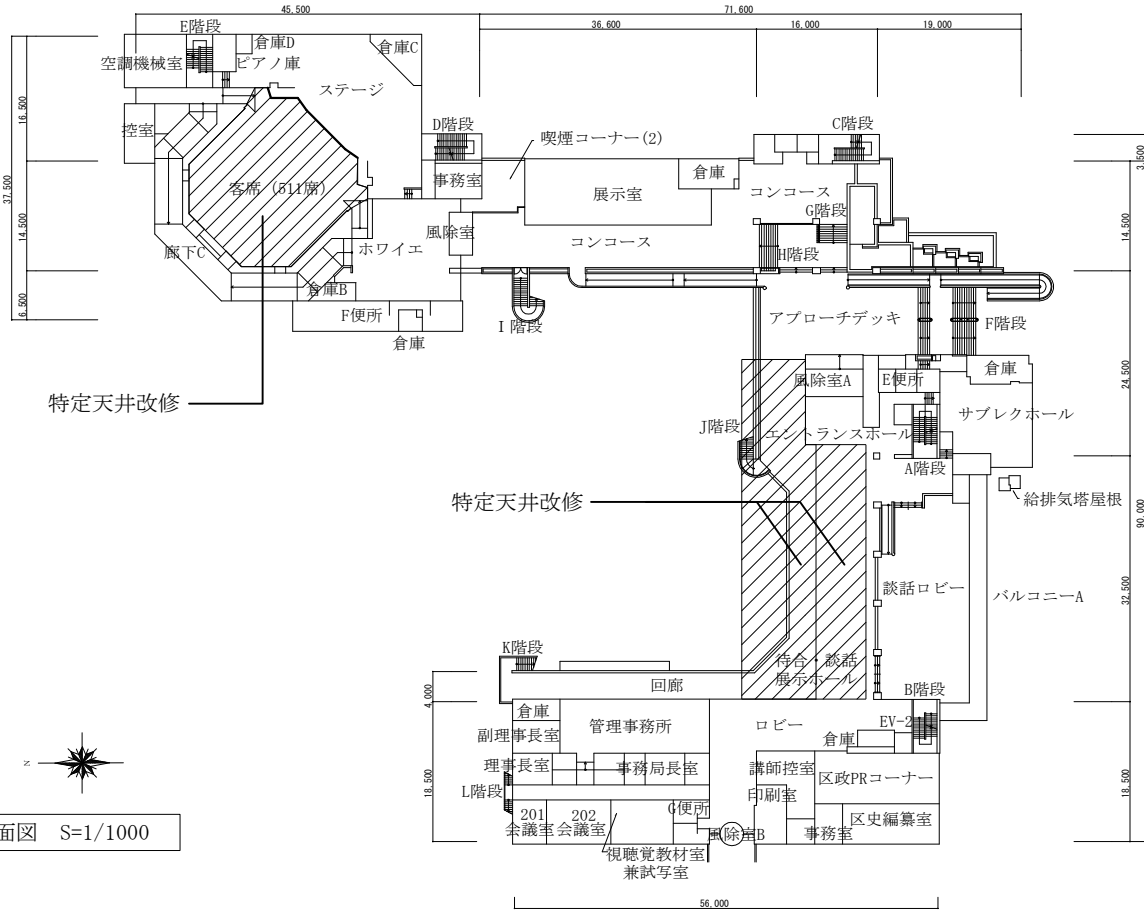 45,500
71,600
36,600
16,000
19,000
E階段
倉庫D
倉庫C
空調機械室
ピアノ庫
ステージ
控室
D階段
喫煙コーナー(2)
C階段
3,500
16,500
37,500
14,500
6,500
客席 (511席)
事務室
展示室
倉庫
コンコース
G階段
14,500
廊下C
ホワイエ
風除室
コンコース
H階段
倉庫B
F便所
倉庫
I階段
アプローチデッキ
F階段
特定天井改修
風除室A
E便所
倉庫
24,500
J階段
エントランスホール
サブレクホール
A階段
特定天井改修
給排気塔屋根
90,000
談話ロビー
バルコニーA
32,500
K階段
待合・談話
展示ホール
回廊
4,000
B階段
倉庫
管理事務所
ロビー
EV-2
副理事長室
倉庫
理事長室
事務局長室
講師控室
区政PRコーナー
18,500
L階段
印刷室
18,500
201
会議室
202
会議室
G便所
風除室B
事務室
区史編纂室
視聴覚教材室
兼試写室
N
面図 S=1/1000
56,000